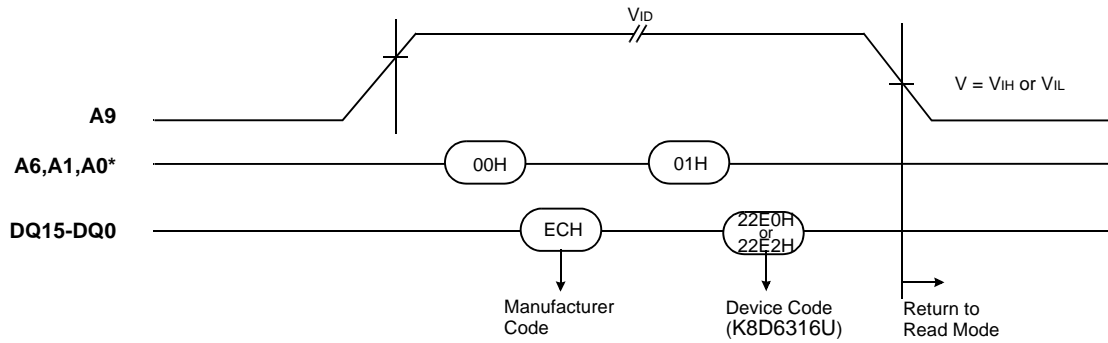 VID
V = VIH or VIL
A9
A6,A1,A0*
00H
01H
DQ15-DQ0
ECH
22E0H
or
22E2H
Manufacturer
Code
Device Code
(K8D6316U)
Return to
Read Mode